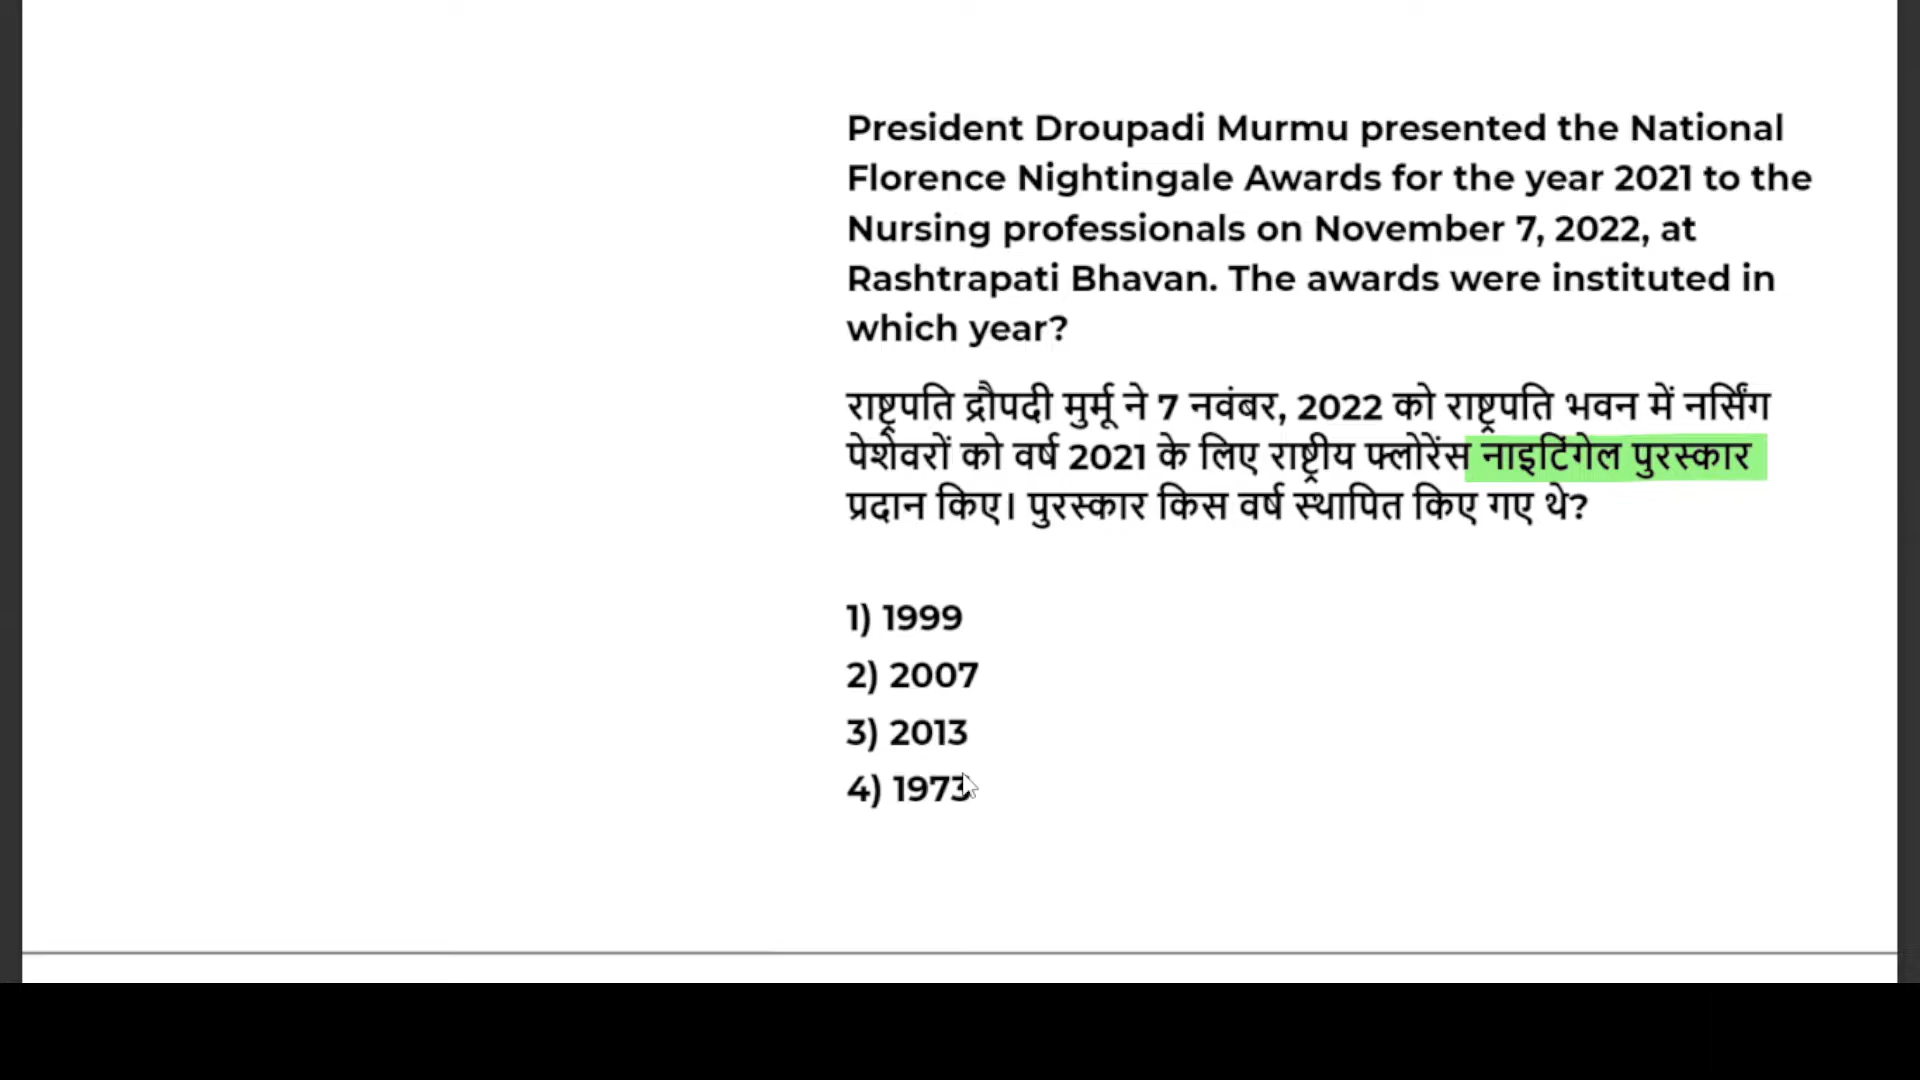 President Droupadi Murmu presented the National
Florence Nightingale Awards for the year 2021 to the
Nursing professionals on November 7, 2022, at
Rashtrapati Bhavan. The awards were instituted in
which year?
राष्ट्रपति द्रौपदी मुर्मू ने 7 नवंबर, 2022 को राष्ट्रपति भवन में नर्सिंग
पेशेवरों को वर्ष 2021 के लिए राष्ट्रीय फ्लोरेंस नाइटिंगेल पुरस्कार
प्रदान किए। पुरस्कार किस वर्ष स्थापित किए गए थे?
1) 1999
2) 2007
3) 2013
4) 1973